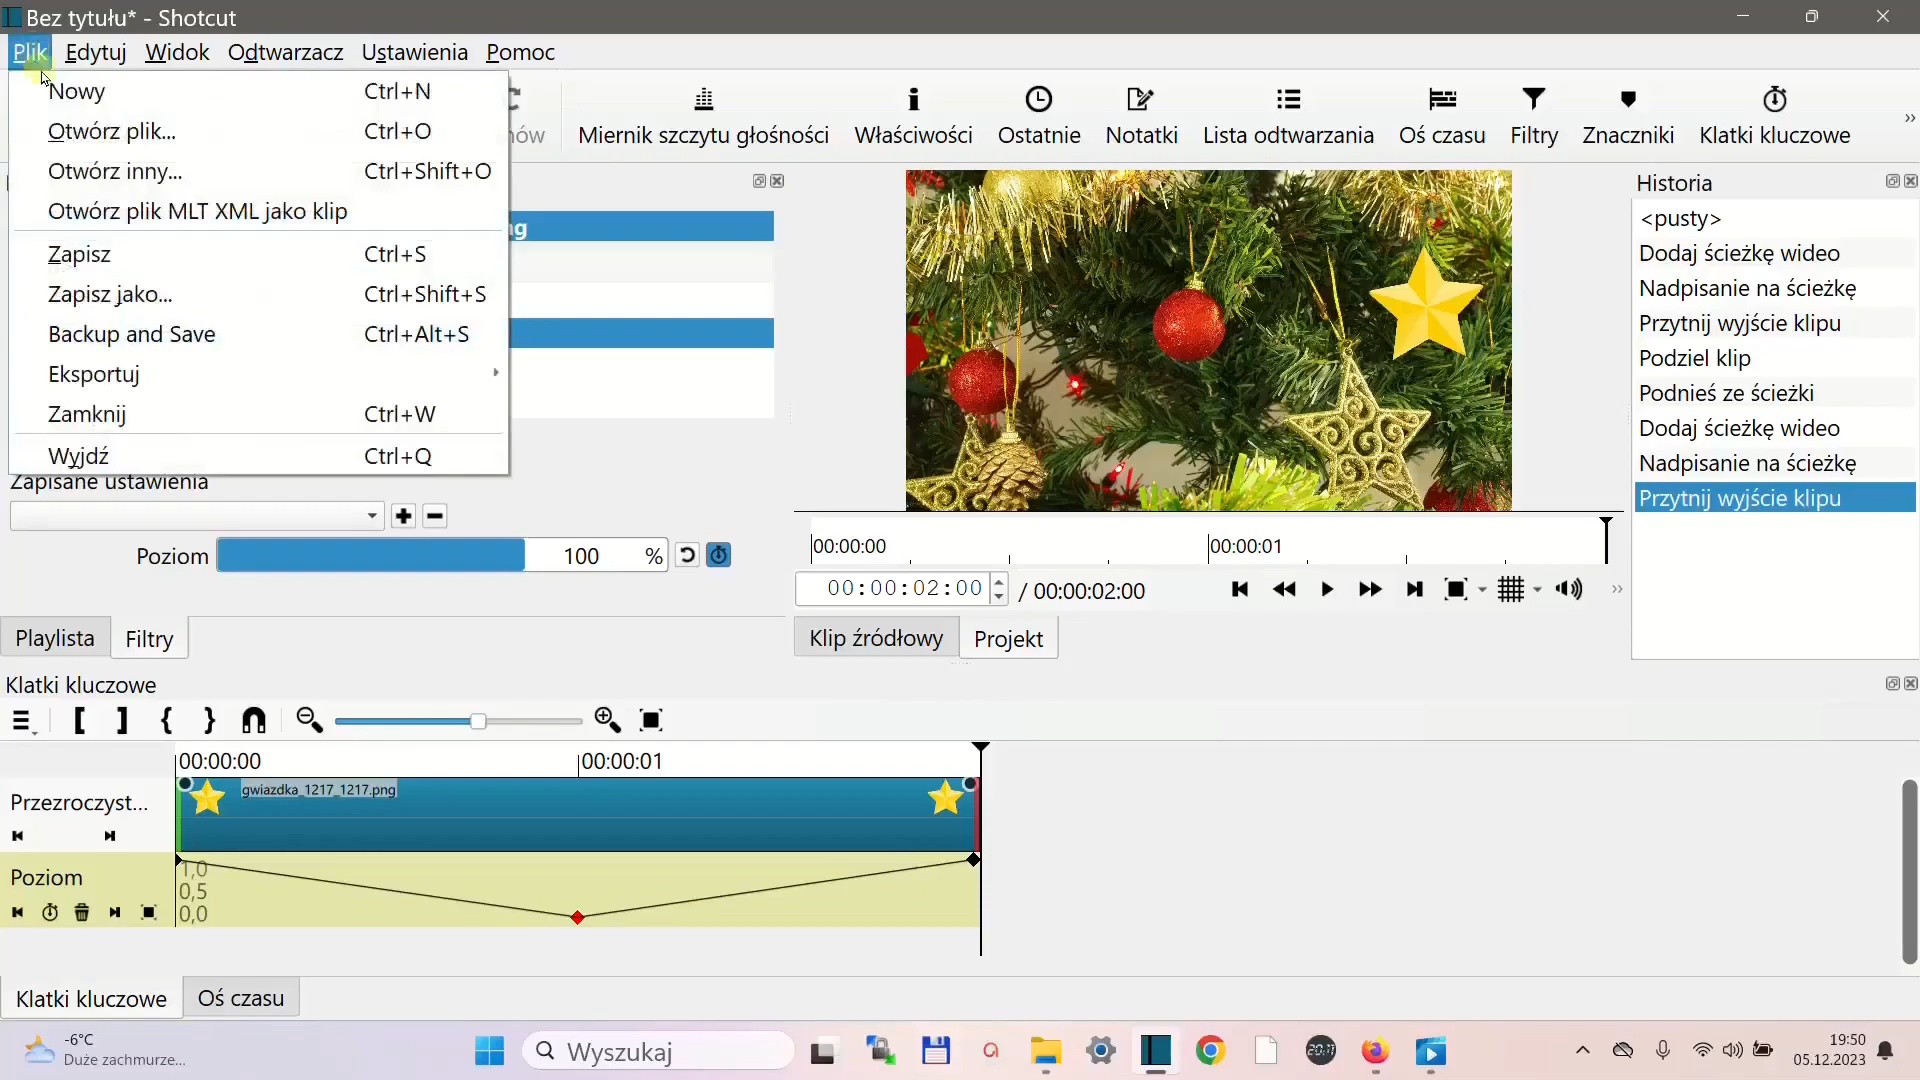 Bez tytułu* - Shotcut
Plik Edytuj Widok Odtwarzacz Ustawienia Pomoc
Nowy Ctrl+N
Otwórz plik... Ctrl+O
Otwórz inny... Ctrl+Shift+O
Otwórz plik MLT XML jako klip
Zapisz Ctrl+S
Zapisz jako... Ctrl+Shift+S
Backup and Save Ctrl+Alt+S
Eksportuj
Zamknij Ctrl+W
Wyjdź Ctrl+Q
Miernik szczytu głośności Właściwości Ostatnie Notatki Lista odtwarzania Oś czasu Filtry Znaczniki Klatki kluczowe
Zapisane ustawienia
Poziom 100 %
Playlista Filtry
00:00:00 00:00:01
00:00:02:00 / 00:00:02:00
Klip źródłowy Projekt
Historia
<pusty>
Dodaj ścieżkę wideo
Nadpisanie na ścieżkę
Przytnij wyjście klipu
Podziel klip
Podnieś ze ścieżki
Dodaj ścieżkę wideo
Nadpisanie na ścieżkę
Przytnij wyjście klipu
Klatki kluczowe
00:00:00 00:00:01
Przezroczyst...
gwiazdka_1217_1217.png
Poziom
1,0
0,5
0,0
Klatki kluczowe Oś czasu
-6°C
Duże zachmurze...
Wyszukaj
20:11
19:50
05.12.2023